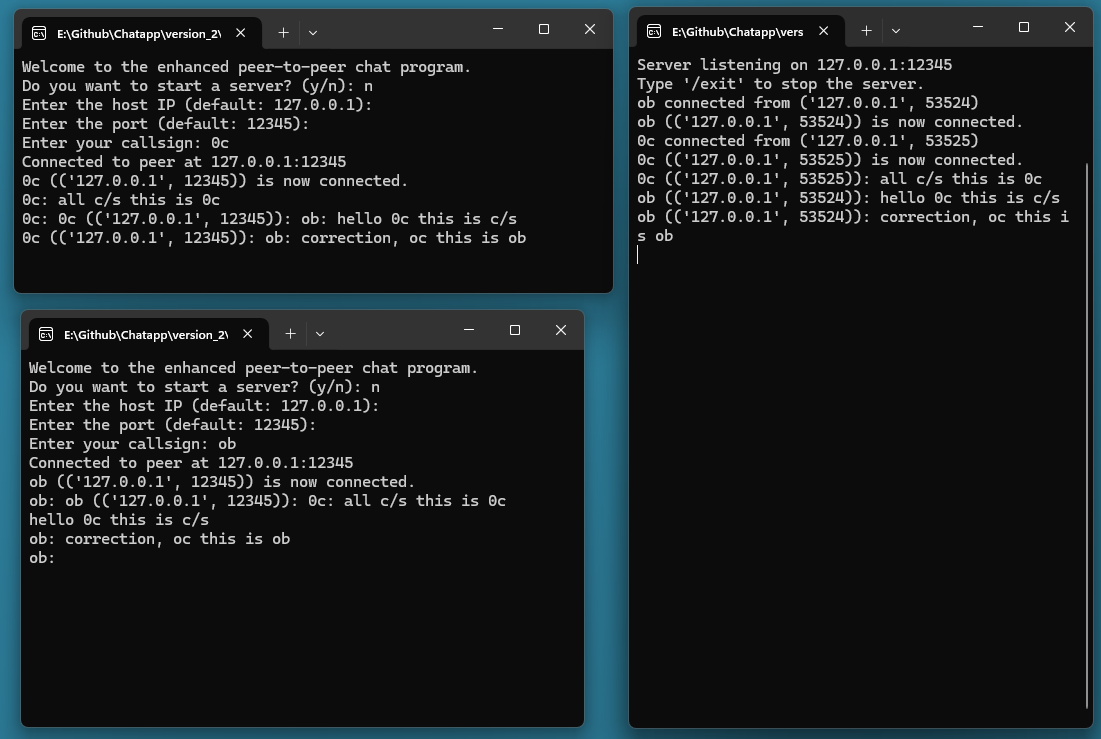 E:\Github\Chatapp\version_2\
Welcome to the enhanced peer-to-peer chat program.
Do you want to start a server? (y/n): n
Enter the host IP (default: 127.0.0.1):
Enter the port (default: 12345):
Enter your callsign: 0c
Connected to peer at 127.0.0.1:12345
0c (('127.0.0.1', 12345)) is now connected.
0c: all c/s this is 0c
0c: 0c (('127.0.0.1', 12345)): ob: hello 0c this is c/s
0c (('127.0.0.1', 12345)): ob: correction, oc this is ob
E:\Github\Chatapp\version_2\
Welcome to the enhanced peer-to-peer chat program.
Do you want to start a server? (y/n): n
Enter the host IP (default: 127.0.0.1):
Enter the port (default: 12345):
Enter your callsign: ob
Connected to peer at 127.0.0.1:12345
ob (('127.0.0.1', 12345)) is now connected.
ob: ob (('127.0.0.1', 12345)): 0c: all c/s this is 0c
hello 0c this is c/s
ob: correction, oc this is ob
ob:
E:\Github\Chatapp\vers
Server listening on 127.0.0.1:12345
Type '/exit' to stop the server.
ob connected from ('127.0.0.1', 53524)
ob (('127.0.0.1', 53524)) is now connected.
0c connected from ('127.0.0.1', 53525)
0c (('127.0.0.1', 53525)) is now connected.
0c (('127.0.0.1', 53525)): all c/s this is 0c
ob (('127.0.0.1', 53524)): hello 0c this is c/s
ob (('127.0.0.1', 53524)): correction, oc this i
s ob